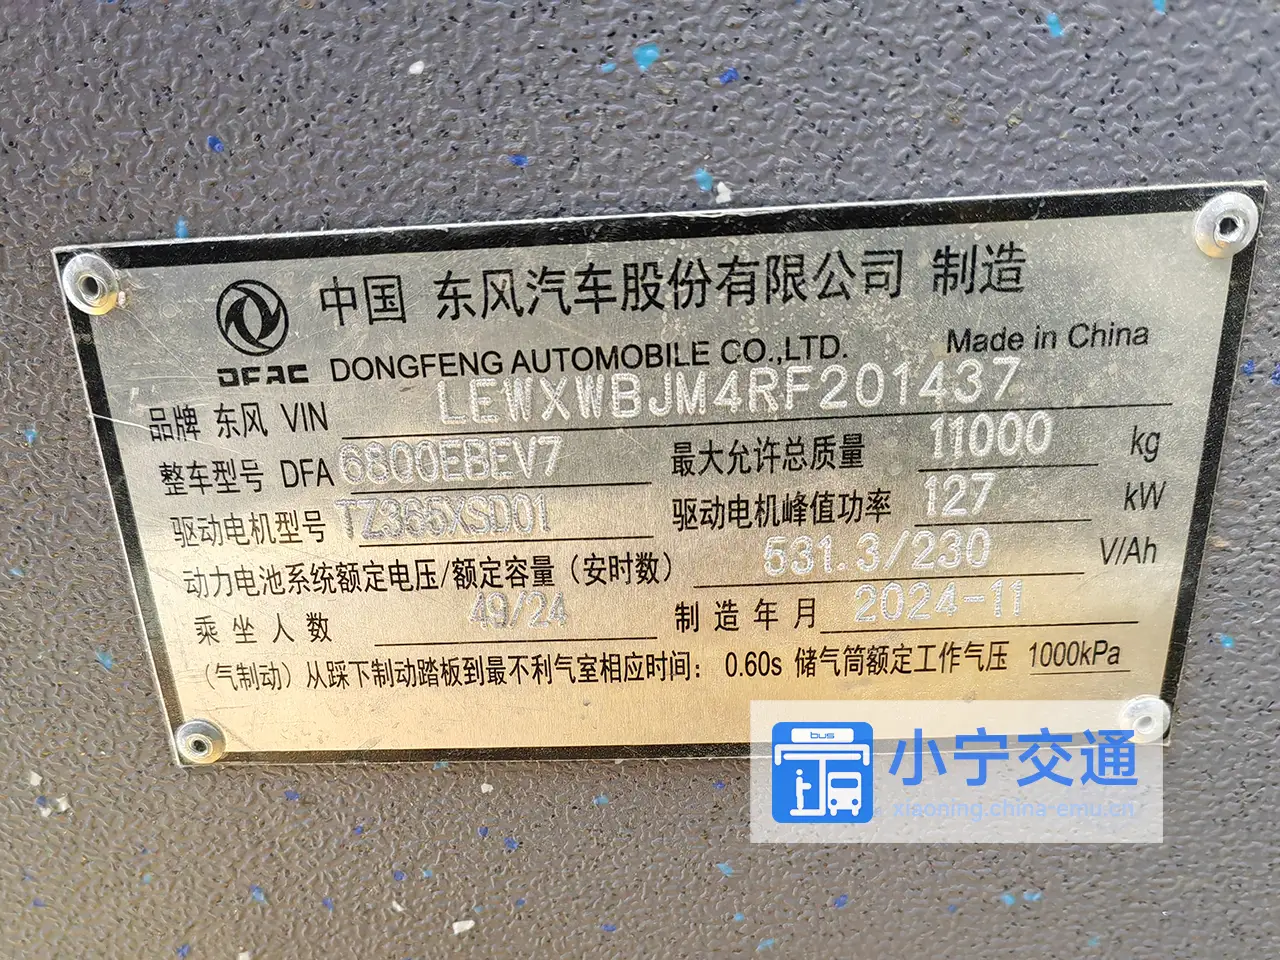 中国 东风汽车股份有限公司 制造
DFAC DONGFENG AUTOMOBILE CO.,LTD. Made in China
品牌 东风 VIN LEWXWBJM4RF201437
整车型号 DFA 6800EBEV7 最大允许总质量 11000 kg
驱动电机型号 TZ365XSD01 驱动电机峰值功率 127 kW
动力电池系统额定电压/额定容量(安时数) 531.3/230 V/Ah
乘坐人数 49/24 制造年月 2024-11
(气制动)从踩下制动踏板到最不利气室相应时间: 0.60s 储气筒额定工作气压 1000kPa
bus
小宁交通
xiaoning.china-emu.cn